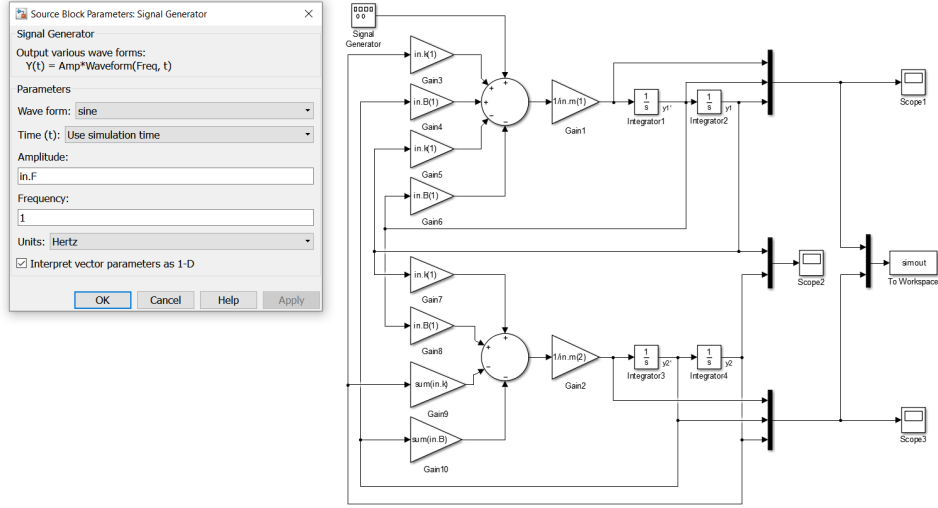 Source Block Parameters: Signal Generator
Signal Generator
Output various wave forms:
Y(t) = Amp*Waveform(Freq, t)
Parameters
Wave form: sine
Time (t): Use simulation time
Amplitude:
in.F
Frequency:
1
Units: Hertz
Interpret vector parameters as 1-D
OK Cancel Help Apply
Signal
Generator
in.k(1)
Gain3
in.B(1)
Gain4
in.k(1)
Gain5
in.B(1)
Gain6
+
+
+
−
−
1/in.m(1)
Gain1
1
s
Integrator1
y1'
1
s
Integrator2
y1
Scope1
Scope2
simout
To Workspace
in.k(1)
Gain7
in.B(1)
Gain8
sum(in.k)
Gain9
sum(in.B)
Gain10
+
+
−
−
1/in.m(2)
Gain2
1
s
Integrator3
y2'
1
s
Integrator4
y2
Scope3